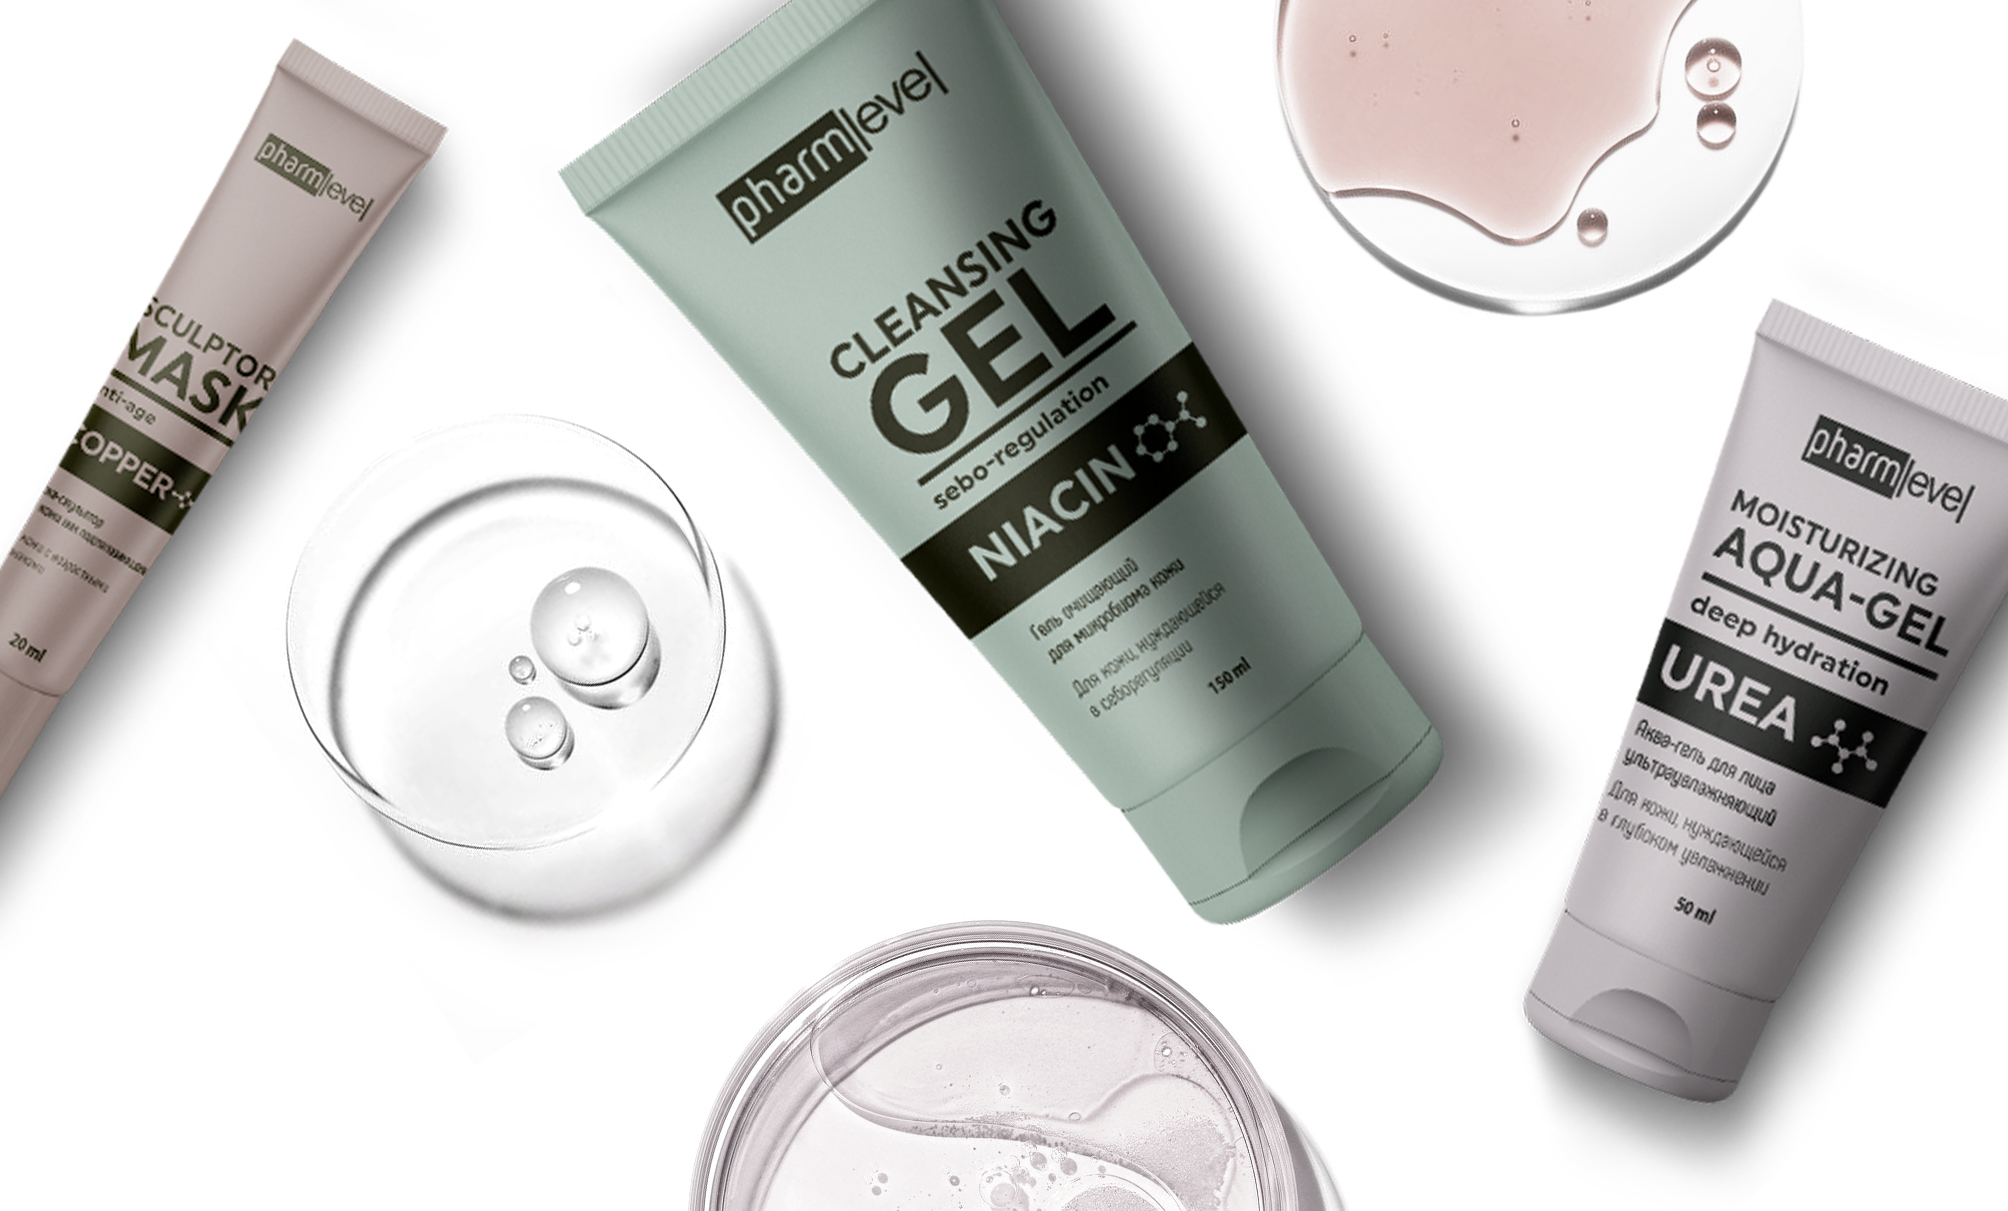 pharm|level
SCULPTOR
MASK
nti-age
COPPER
20 ml
pharm|level
CLEANSING
GEL
sebo-regulation
NIACIN
Гель очищающий
для микробиома кожи
Для кожи, нуждающейся
в себорегуляции
150 ml
pharm|level
MOISTURIZING
AQUA-GEL
deep hydration
UREA
Аква-гель для лица
ультраувлажняющий
Для кожи, нуждающейся
в глубоком увлажнении
50 ml